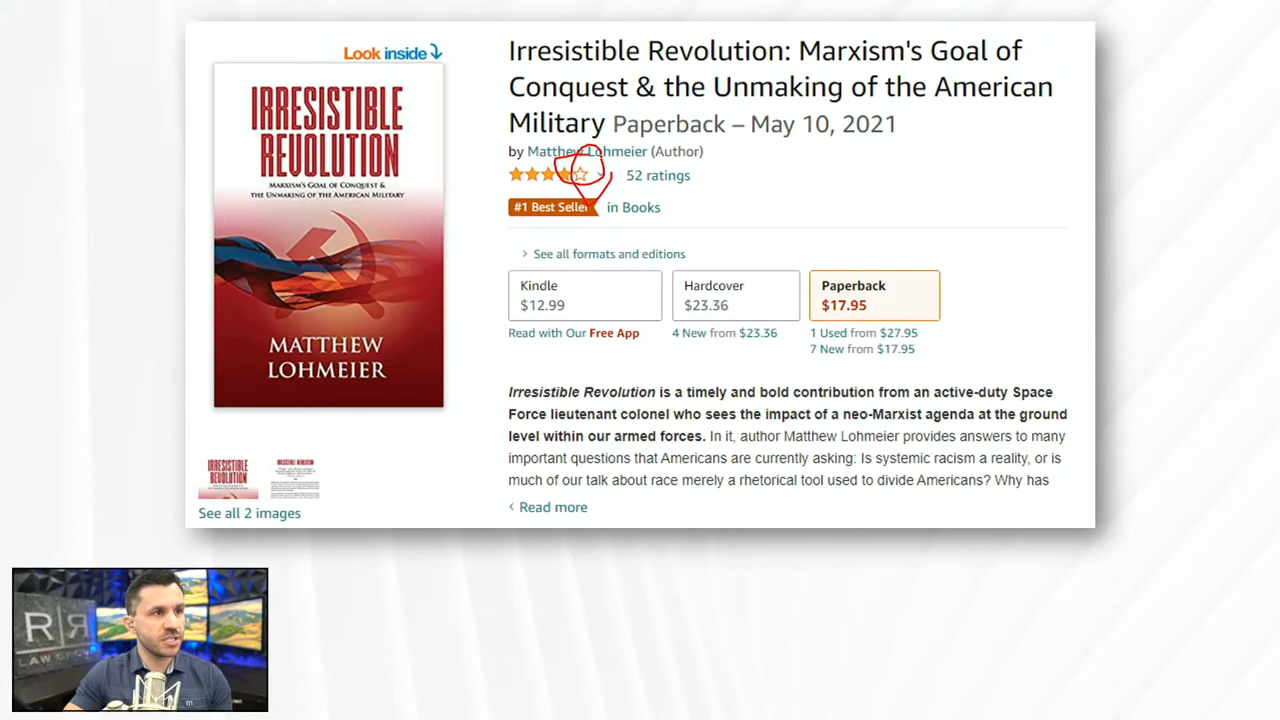 Look inside
IRRESISTIBLE
REVOLUTION
MARXISM'S GOAL OF CONQUEST &
THE UNMAKING OF THE AMERICAN MILITARY
MATTHEW
LOHMEIER
IRRESISTIBLE
REVOLUTION
IRRESISTIBLE REVOLUTION
See all 2 images
Irresistible Revolution: Marxism's Goal of
Conquest & the Unmaking of the American
Military Paperback – May 10, 2021
by Matthew Lohmeier (Author)
52 ratings
#1 Best Seller in Books
See all formats and editions
Kindle
$12.99
Read with Our Free App
Hardcover
$23.36
4 New from $23.36
Paperback
$17.95
1 Used from $27.95
7 New from $17.95
Irresistible Revolution is a timely and bold contribution from an active-duty Space
Force lieutenant colonel who sees the impact of a neo-Marxist agenda at the ground
level within our armed forces. In it, author Matthew Lohmeier provides answers to many
important questions that Americans are currently asking: Is systemic racism a reality, or is
much of our talk about race merely a rhetorical tool used to divide Americans? Why has
Read more
R|R
LAW GROUP
m